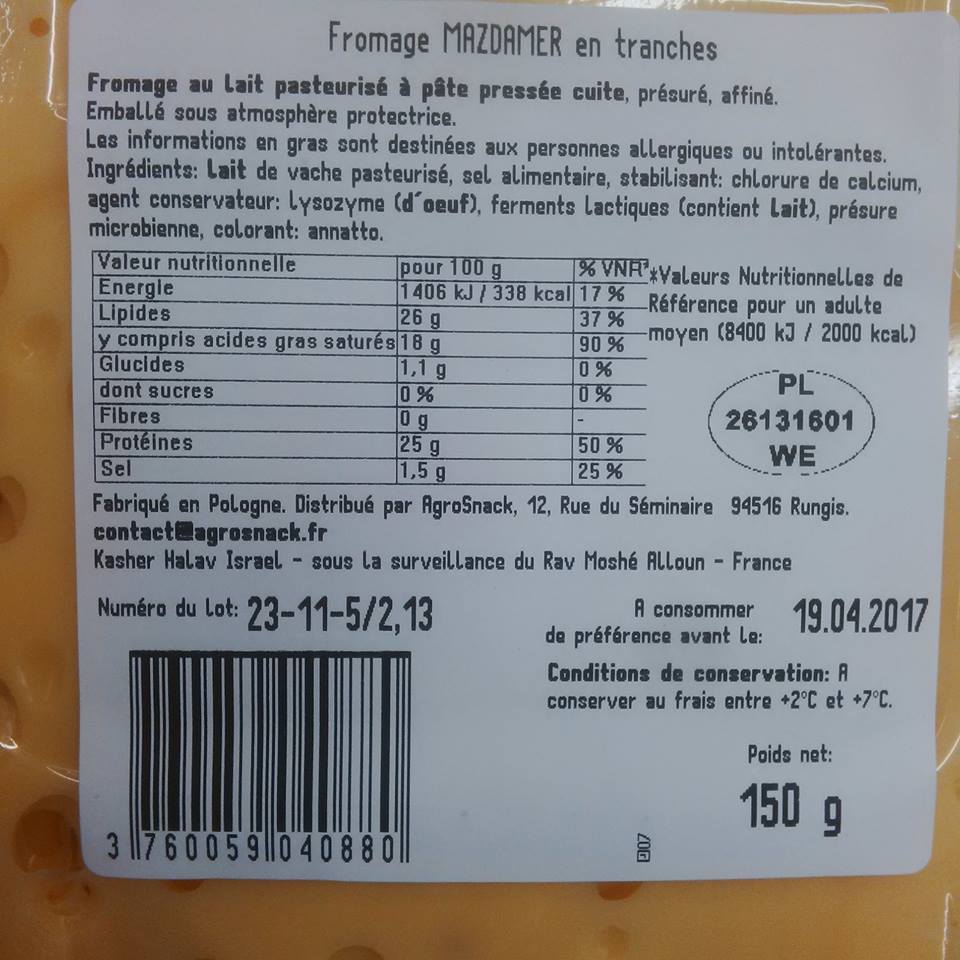 Fromage MAZDAMER en tranches
Fromage au Lait pasteurisé à pâte pressée cuite, présuré, affiné.
Emballé sous atmosphère protectrice.
Les informations en gras sont destinées aux personnes allergiques ou intolérantes.
Ingrédients: Lait de vache pasteurisé, sel alimentaire, stabilisant: chlorure de calcium,
agent conservateur: Lysozyme (d´oeuf), ferments Lactiques (contient Lait), présure
microbienne, colorant: annatto.
Valeur nutritionnelle pour 100 g % VNR*
Energie 1406 kJ / 338 kcal 17 %
Lipides 26 g 37 %
y compris acides gras saturés 18 g 90 %
Glucides 1,1 g 0 %
dont sucres 0 % 0 %
Fibres 0 g -
Protéines 25 g 50 %
Sel 1,5 g 25 %
*Valeurs Nutritionnelles de
Référence pour un adulte
moyen (8400 kJ / 2000 kcal)
PL
26131601
WE
Fabriqué en Pologne. Distribué par AgroSnack, 12, Rue du Séminaire 94516 Rungis.
contact@agrosnack.fr
Kasher Halav Israel - sous la surveillance du Rav Moshé Alloun - France
Numéro du Lot: 23-11-5/2,13
A consommer
de préférence avant Le: 19.04.2017
Conditions de conservation: A
conserver au frais entre +2°C et +7°C.
Poids net:
150 g
3 760059 040880
G07